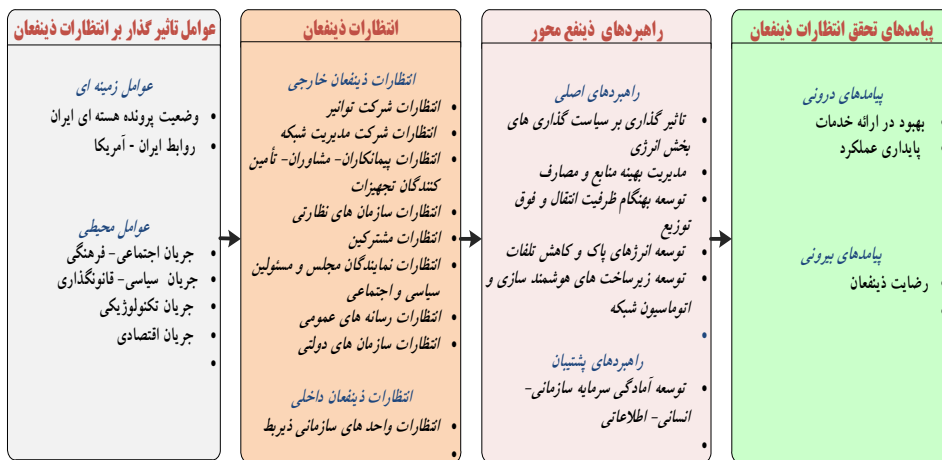 عوامل تاثیر گذار بر انتظارات ذینفعان
عوامل زمینه ای
• وضعیت پرونده هسته ای ایران
• روابط ایران - آمریکا
عوامل محیطی
• جریان اجتماعی- فرهنگی
• جریان سیاسی- قانونگذاری
• جریان تکنولوژیکی
• جریان اقتصادی
•
انتظارات ذینفعان
انتظارات ذینفعان خارجی
• انتظارات شرکت توانیر
• انتظارات شرکت مدیریت شبکه
• انتظارات پیمانکاران- مشاوران- تأمین
کنندگان تجهیزات
• انتظارات سازمان های نظارتی
• انتظارات مشترکین
• انتظارات نمایندگان مجلس و مسئولین
سیاسی و اجتماعی
• انتظارات رسانه های عمومی
• انتظارات سازمان های دولتی
انتظارات ذینفعان داخلی
• انتظارات واحد های سازمانی ذیربط
•
راهبردهای ذینفع محور
راهبردهای اصلی
• تاثیر گذاری بر سیاست گذاری های
بخش انرژی
• مدیریت بهینه منابع و مصارف
• توسعه بهنگام ظرفیت انتقال و فوق
توزیع
• توسعه انرژهای پاک و کاهش تلفات
• توسعه زیرساخت های هوشمند سازی و
اتوماسیون شبکه
•
راهبردهای پشتیبان
• توسعه آمادگی سرمایه سازمانی-
انسانی- اطلاعاتی
•
پیامدهای تحقق انتظارات ذینفعان
پیامدهای درونی
• بهبود در ارائه خدمات
• پایداری عملکرد
پیامدهای بیرونی
• رضایت ذینفعان
•